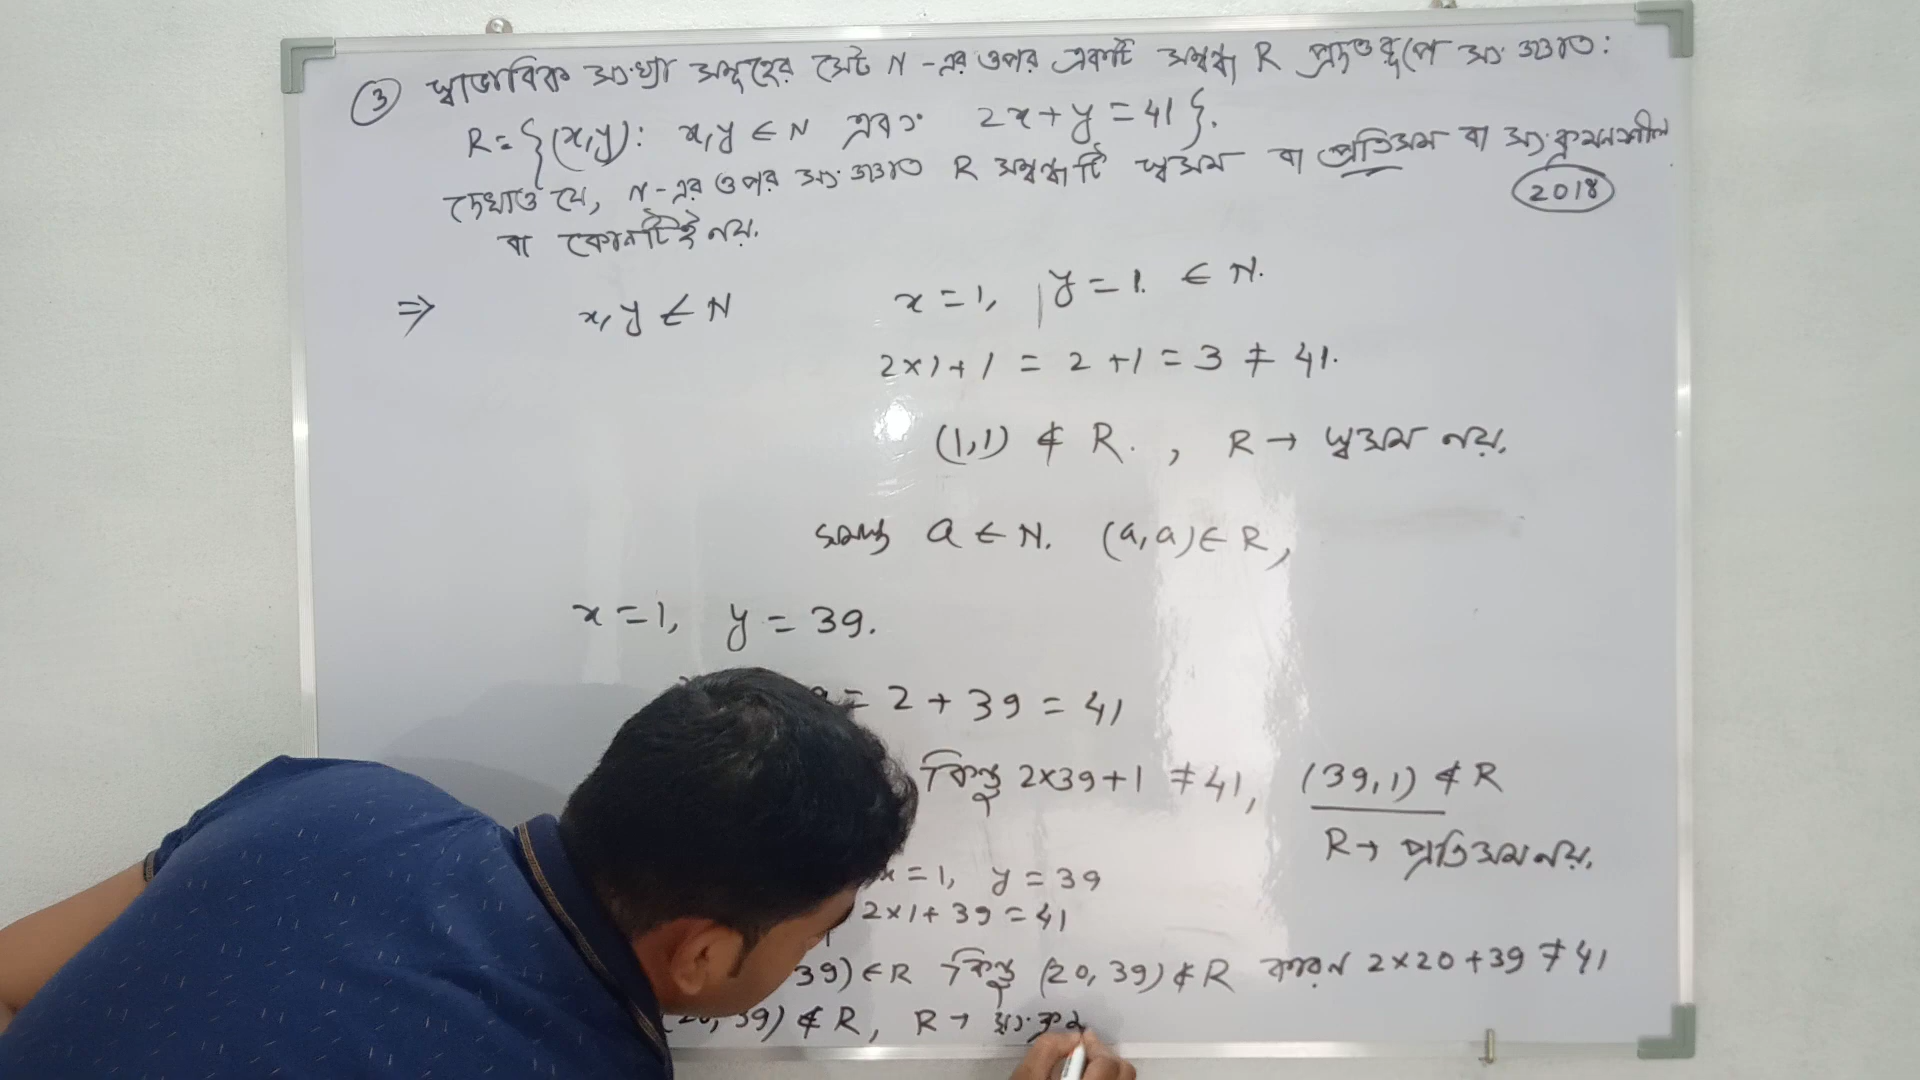 ③ স্বাভাবিক সংখ্যা সমূহের সেট N -এর ওপর একটি সম্বন্ধ R প্রদত্তরূপে সংজ্ঞাত:
R = {(x,y): x,y ∈ N এবং 2x + y = 41}.
দেখাও যে, N -এর ওপর সংজ্ঞাত R সম্বন্ধটি স্বসম বা প্রতিসম বা সংক্রমনশীল
বা কোনটিই নয়. 2018
⇒ x, y ∈ N x = 1, y = 1. ∈ N.
2×1+1 = 2+1 = 3 ≠ 41.
(1,1) ∉ R. , R → স্বসম নয়.
a ∈ N. (a,a) ∈ R,
x = 1, y = 39.
= 2 + 39 = 41
কিন্তু 2×39+1 ≠ 41, (39,1) ∉ R
R → প্রতিসম নয়.
x = 1, y = 39
2×1+39 = 41
39) ∈ R কিন্তু (20, 39) ∉ R কারন 2×20+39 ≠ 41
39) ∉ R, R →